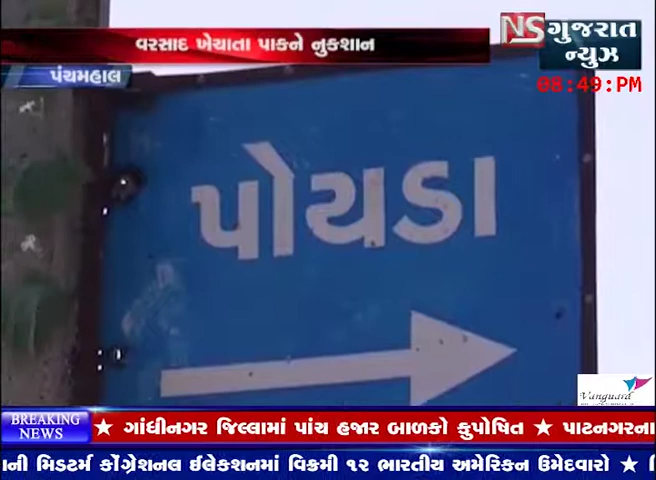 વરસાદ ખેચાતા પાકને નુકશાન
NS ગુજરાત
ન્યુઝ
પંચમહાલ
08:49:PM
પોયડા
Vanguard
BREAKING
NEWS
★ ગાંધીનગર જિલ્લામાં પાંચ હજાર બાળકો કુપોષિત ★ પાટનગરના
ાની મિડટર્મ કોંગ્રેશનલ ઈલેકશનમાં વિક્રમી ૧૨ ભારતીય અમેરિકન ઉમેદવારો ★